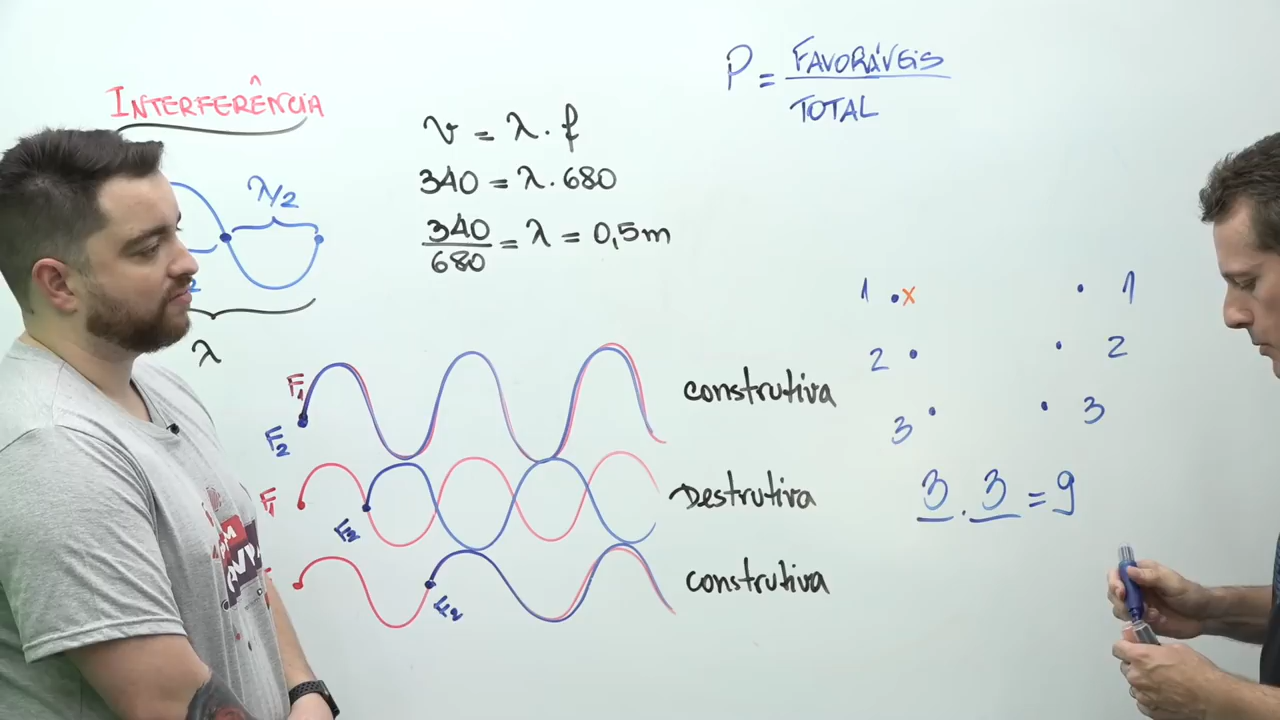 INTERFERÊNCIA
λ/2
λ
v = λ . f
340 = λ . 680
340/680 = λ = 0,5m
F1
F2
construtiva
F1
F2
Destrutiva
F2
construtiva
P = FAVORÁVEIS/TOTAL
1 x 1
2 2
3 3
3 . 3 = 9